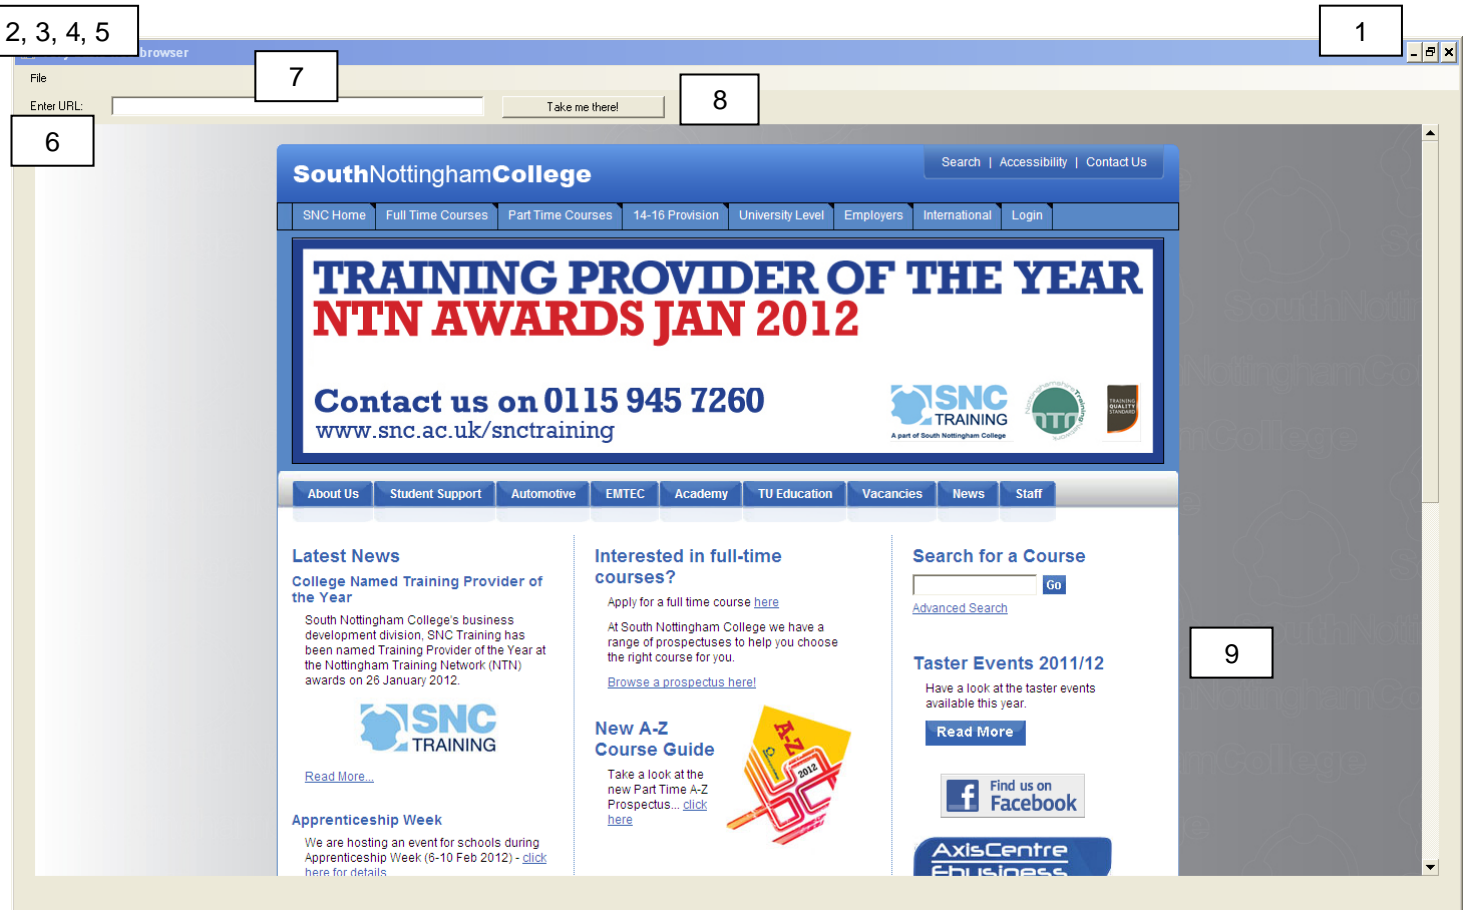 2, 3, 4, 5
1
browser
7
File
8
Enter URL:
Take me there!
6
SouthNottinghamCollege
Search | Accessibility | Contact Us
SNC Home Full Time Courses Part Time Courses 14-16 Provision University Level Employers International Login
TRAINING PROVIDER OF THE YEAR
NTN AWARDS JAN 2012
Contact us on 0115 945 7260
www.snc.ac.uk/snctraining
SNC
TRAINING
A part of South Nottingham College
ntn
TRAINING
QUALITY
STANDARD
About Us Student Support Automotive EMTEC Academy TU Education Vacancies News Staff
Latest News
College Named Training Provider of
the Year
South Nottingham College's business
development division, SNC Training has
been named Training Provider of the Year at
the Nottingham Training Network (NTN)
awards on 26 January 2012.
SNC
TRAINING
Read More...
Apprenticeship Week
We are hosting an event for schools during
Apprenticeship Week (6-10 Feb 2012) - click
here for details
Interested in full-time
courses?
Apply for a full time course here
At South Nottingham College we have a
range of prospectuses to help you choose
the right course for you.
Browse a prospectus here!
New A-Z
Course Guide
Take a look at the
new Part Time A-Z
Prospectus... click
here
A-Z
2012
Search for a Course
Go
Advanced Search
9
Taster Events 2011/12
Have a look at the taster events
available this year.
Read More
Find us on
Facebook
AxisCentre
Ebusiness